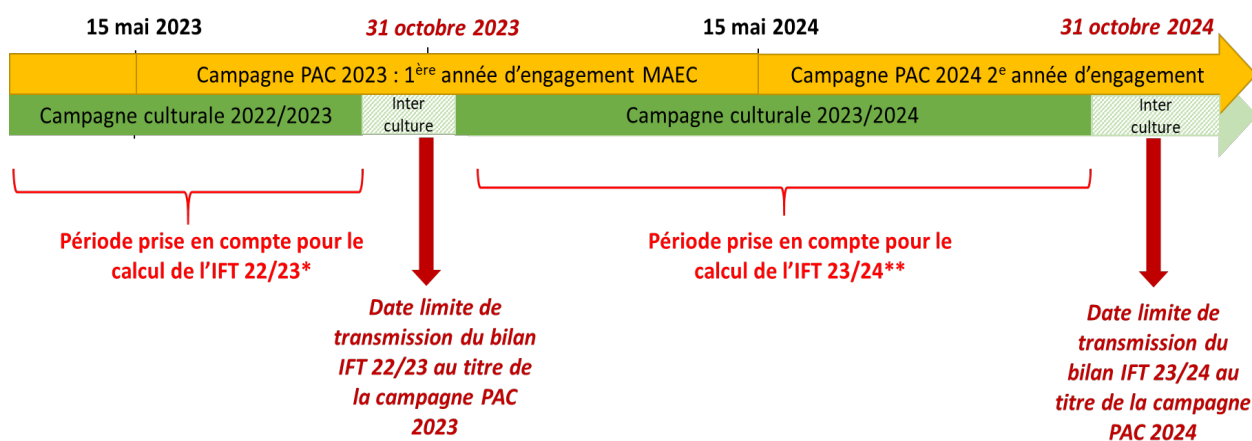 15 mai 2023
31 octobre 2023
15 mai 2024
31 octobre 2024
Campagne PAC 2023 : 1ère année d'engagement MAEC
Campagne PAC 2024 2e année d'engagement
Campagne culturale 2022/2023
Inter
culture
Campagne culturale 2023/2024
Inter
culture
Période prise en compte pour le
calcul de l'IFT 22/23*
Période prise en compte pour le
calcul de l'IFT 23/24**
Date limite de
transmission du bilan
IFT 22/23 au titre de
la campagne PAC
2023
Date limite de
transmission du
bilan IFT 23/24 au
titre de la campagne
PAC 2024